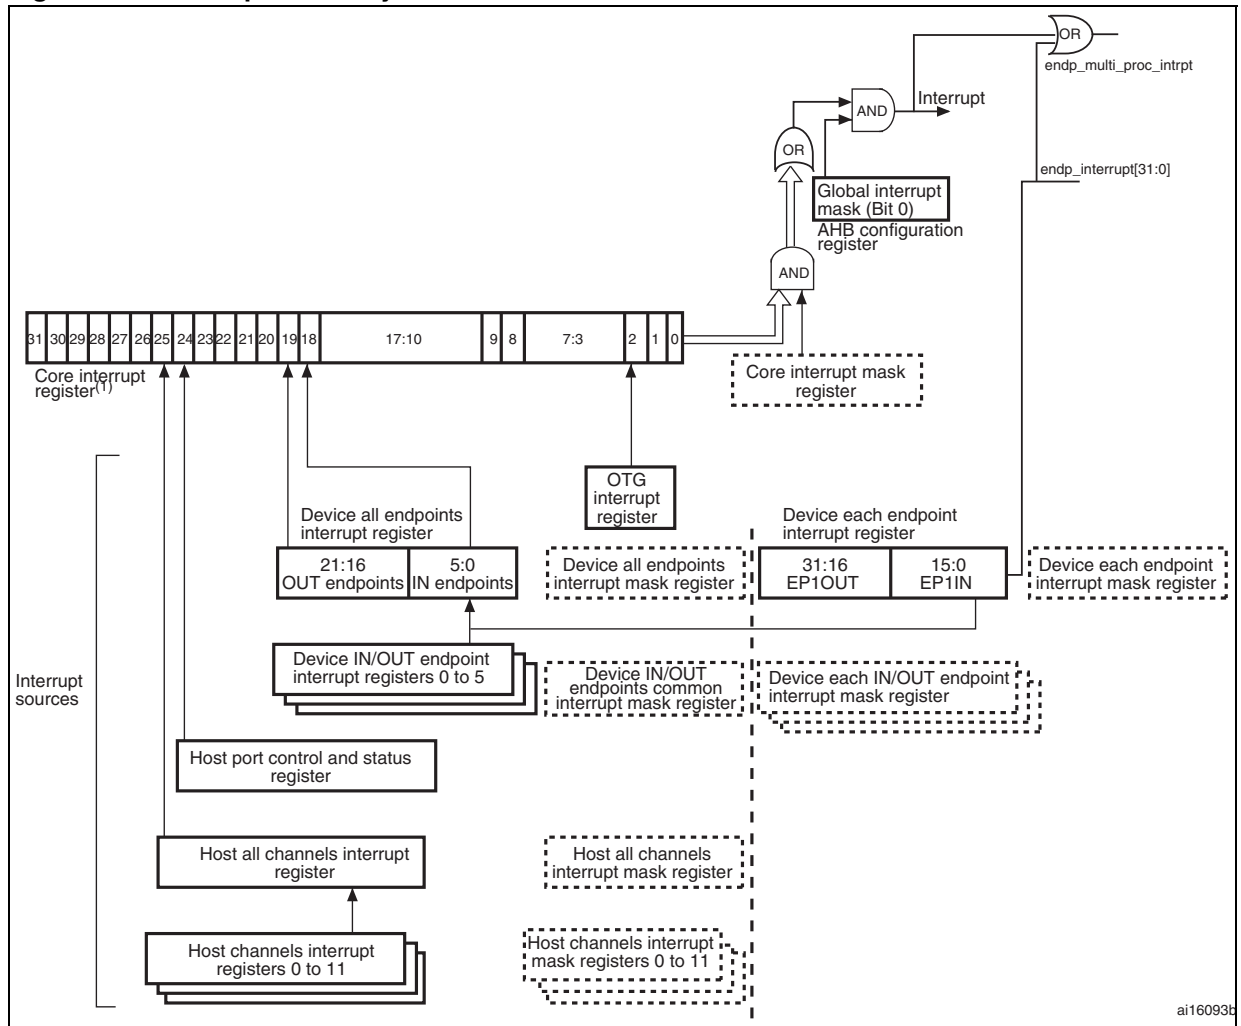 OR
endp_multi_proc_intrpt
Interrupt
AND
OR
endp_interrupt[31:0]
Global interrupt
mask (Bit 0)
AHB configuration
register
AND
31 30 29 28 27 26 25 24 23 22 21 20 19 18 17:10 9 8 7:3 2 1 0
Core interrupt
register(1)
Core interrupt mask
register
OTG
interrupt
register
Device all endpoints
interrupt register
Device each endpoint
interrupt register
21:16
OUT endpoints
5:0
IN endpoints
Device all endpoints
interrupt mask register
31:16
EP1OUT
15:0
EP1IN
Device each endpoint
interrupt mask register
Device IN/OUT endpoint
interrupt registers 0 to 5
Device IN/OUT
endpoints common
interrupt mask register
Device each IN/OUT endpoint
interrupt mask register
Interrupt
sources
Host port control and status
register
Host all channels interrupt
register
Host all channels
interrupt mask register
Host channels interrupt
registers 0 to 11
Host channels interrupt
mask registers 0 to 11
ai16093b